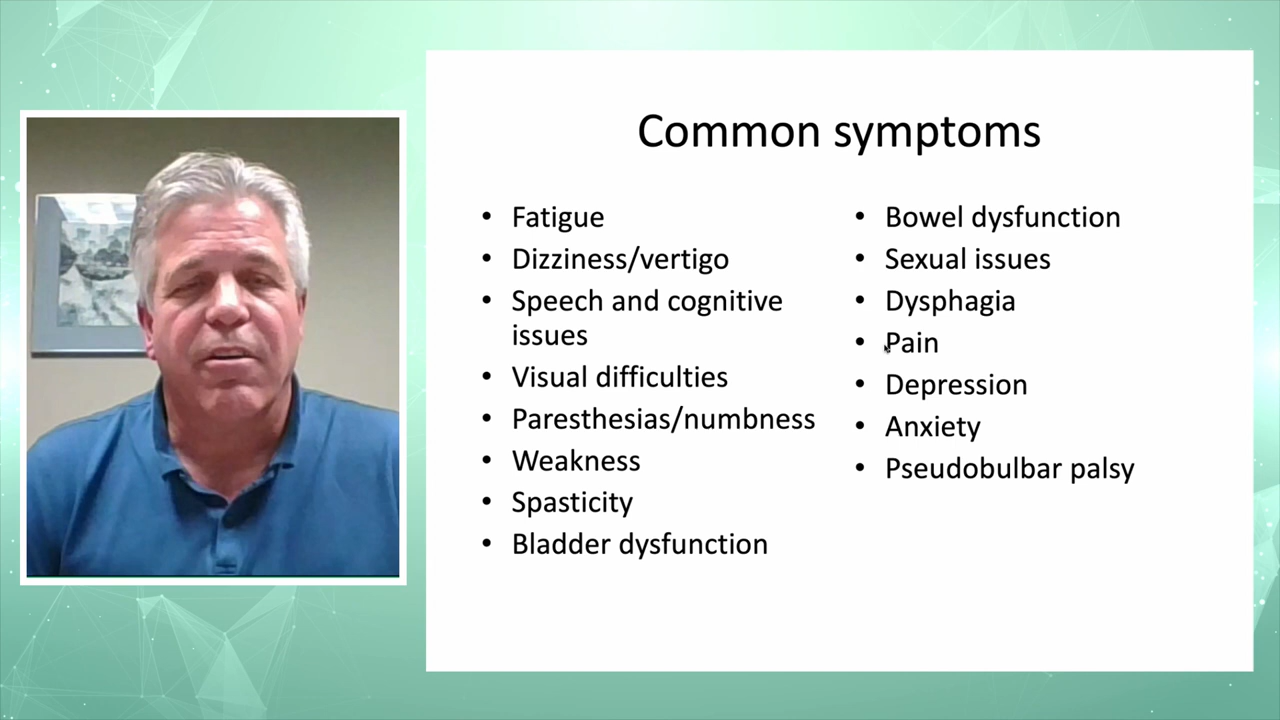 Common symptoms
• Fatigue
• Dizziness/vertigo
• Speech and cognitive
issues
• Visual difficulties
• Paresthesias/numbness
• Weakness
• Spasticity
• Bladder dysfunction
• Bowel dysfunction
• Sexual issues
• Dysphagia
• Pain
• Depression
• Anxiety
• Pseudobulbar palsy